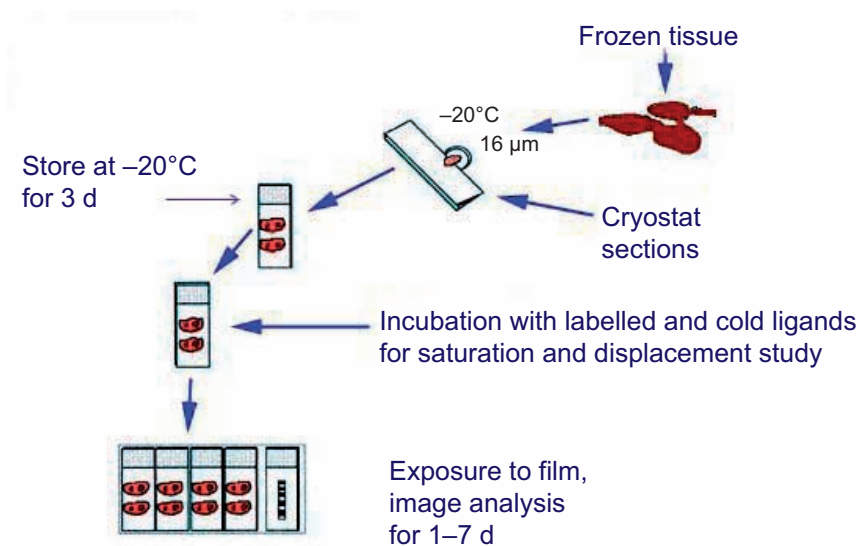 Frozen tissue
–20°C
16 µm
Store at –20°C
for 3 d
Cryostat
sections
Incubation with labelled and cold ligands
for saturation and displacement study
Exposure to film,
image analysis
for 1–7 d